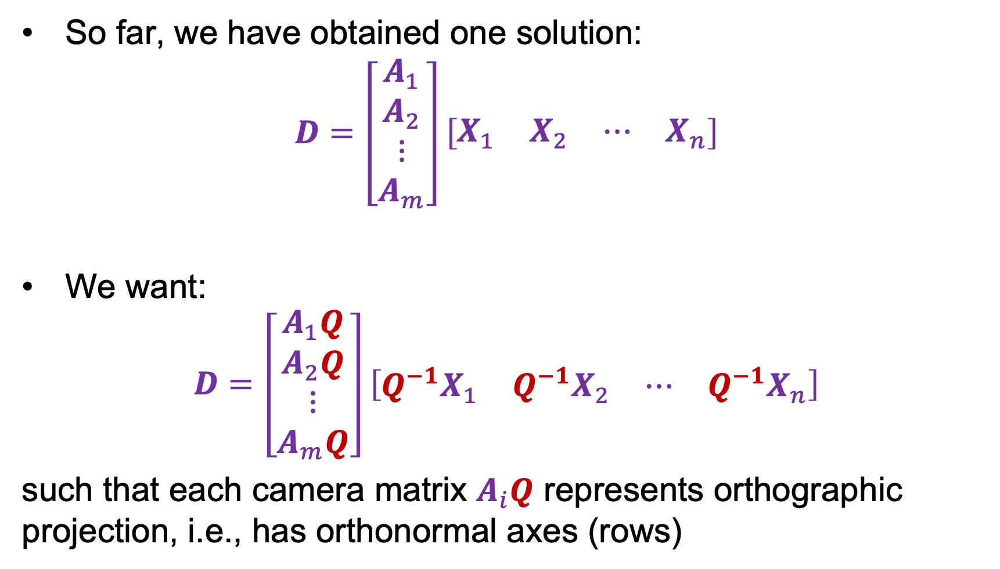 • So far, we have obtained one solution:
D = [A₁ A₂ ⋮ Aₘ] [X₁ X₂ ⋯ Xₙ]
• We want:
D = [A₁Q A₂Q ⋮ AₘQ] [Q⁻¹X₁ Q⁻¹X₂ ⋯ Q⁻¹Xₙ]
such that each camera matrix AᵢQ represents orthographic
projection, i.e., has orthonormal axes (rows)